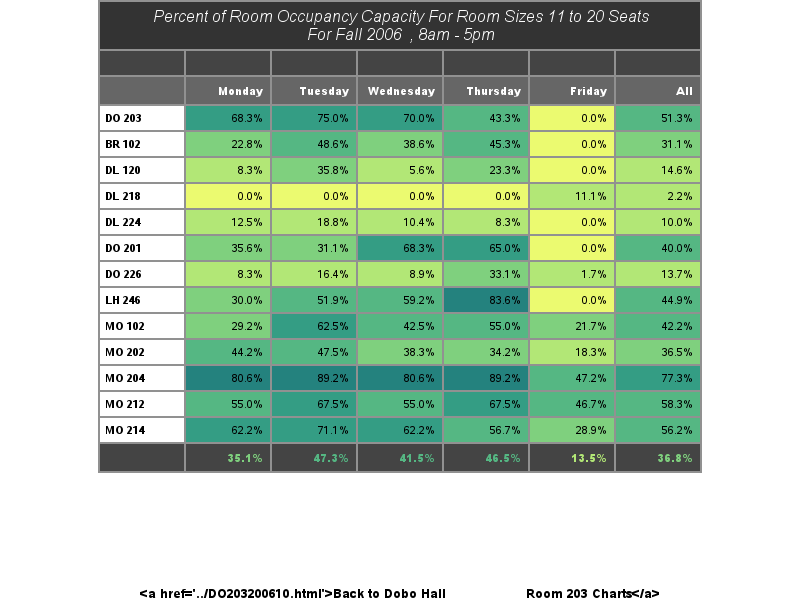 Percent of Room Occupancy Capacity For Room Sizes 11 to 20 Seats
For Fall 2006 , 8am - 5pm
Monday Tuesday Wednesday Thursday Friday All
DO 203 68.3% 75.0% 70.0% 43.3% 0.0% 51.3%
BR 102 22.8% 48.6% 38.6% 45.3% 0.0% 31.1%
DL 120 8.3% 35.8% 5.6% 23.3% 0.0% 14.6%
DL 218 0.0% 0.0% 0.0% 0.0% 11.1% 2.2%
DL 224 12.5% 18.8% 10.4% 8.3% 0.0% 10.0%
DO 201 35.6% 31.1% 68.3% 65.0% 0.0% 40.0%
DO 226 8.3% 16.4% 8.9% 33.1% 1.7% 13.7%
LH 246 30.0% 51.9% 59.2% 83.6% 0.0% 44.9%
MO 102 29.2% 62.5% 42.5% 55.0% 21.7% 42.2%
MO 202 44.2% 47.5% 38.3% 34.2% 18.3% 36.5%
MO 204 80.6% 89.2% 80.6% 89.2% 47.2% 77.3%
MO 212 55.0% 67.5% 55.0% 67.5% 46.7% 58.3%
MO 214 62.2% 71.1% 62.2% 56.7% 28.9% 56.2%
35.1% 47.3% 41.5% 46.5% 13.5% 36.8%
<a href='../DO203200610.html'>Back to Dobo Hall Room 203 Charts</a>